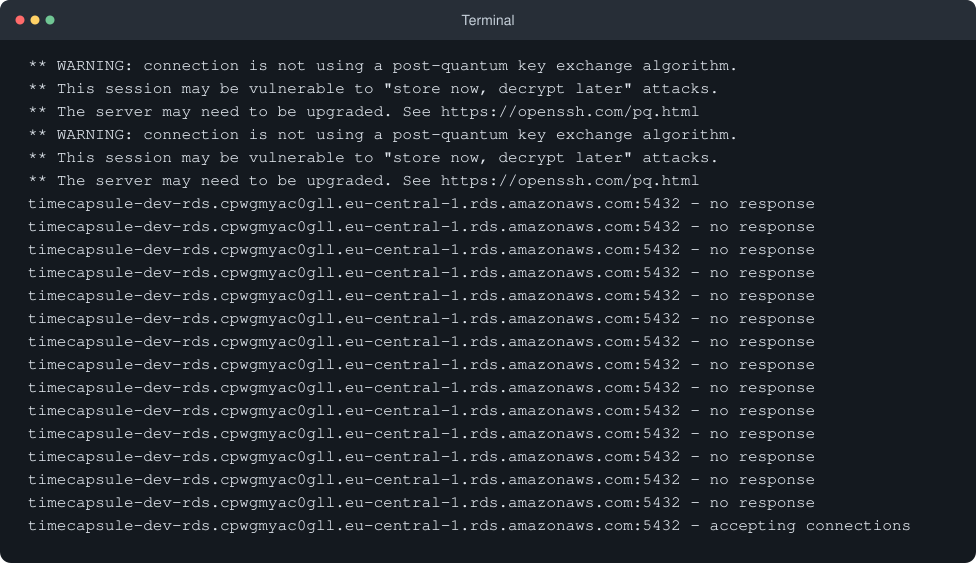 Terminal
** WARNING: connection is not using a post-quantum key exchange algorithm.
** This session may be vulnerable to "store now, decrypt later" attacks.
** The server may need to be upgraded. See https://openssh.com/pq.html
** WARNING: connection is not using a post-quantum key exchange algorithm.
** This session may be vulnerable to "store now, decrypt later" attacks.
** The server may need to be upgraded. See https://openssh.com/pq.html
timecapsule-dev-rds.cpwgmyac0gll.eu-central-1.rds.amazonaws.com:5432 - no response
timecapsule-dev-rds.cpwgmyac0gll.eu-central-1.rds.amazonaws.com:5432 - no response
timecapsule-dev-rds.cpwgmyac0gll.eu-central-1.rds.amazonaws.com:5432 - no response
timecapsule-dev-rds.cpwgmyac0gll.eu-central-1.rds.amazonaws.com:5432 - no response
timecapsule-dev-rds.cpwgmyac0gll.eu-central-1.rds.amazonaws.com:5432 - no response
timecapsule-dev-rds.cpwgmyac0gll.eu-central-1.rds.amazonaws.com:5432 - no response
timecapsule-dev-rds.cpwgmyac0gll.eu-central-1.rds.amazonaws.com:5432 - no response
timecapsule-dev-rds.cpwgmyac0gll.eu-central-1.rds.amazonaws.com:5432 - no response
timecapsule-dev-rds.cpwgmyac0gll.eu-central-1.rds.amazonaws.com:5432 - no response
timecapsule-dev-rds.cpwgmyac0gll.eu-central-1.rds.amazonaws.com:5432 - no response
timecapsule-dev-rds.cpwgmyac0gll.eu-central-1.rds.amazonaws.com:5432 - no response
timecapsule-dev-rds.cpwgmyac0gll.eu-central-1.rds.amazonaws.com:5432 - no response
timecapsule-dev-rds.cpwgmyac0gll.eu-central-1.rds.amazonaws.com:5432 - no response
timecapsule-dev-rds.cpwgmyac0gll.eu-central-1.rds.amazonaws.com:5432 - no response
timecapsule-dev-rds.cpwgmyac0gll.eu-central-1.rds.amazonaws.com:5432 - accepting connections